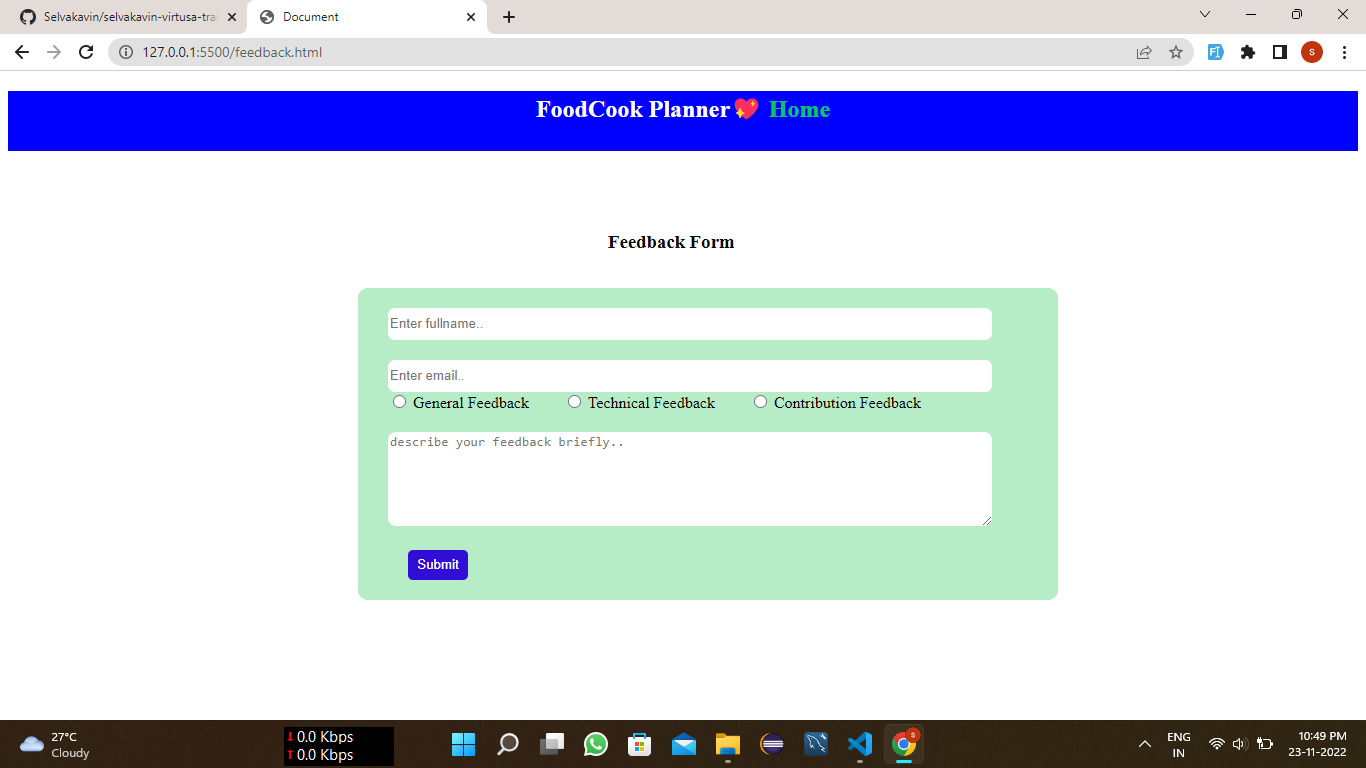 Selvakavin/selvakavin-virtusa-tra
Document
127.0.0.1:5500/feedback.html
s
FoodCook Planner💖 Home
Feedback Form
Enter fullname..
Enter email..
General Feedback Technical Feedback Contribution Feedback
describe your feedback briefly..
Submit
27°C
Cloudy
0.0 Kbps
0.0 Kbps
s
ENG
IN
10:49 PM
23-11-2022